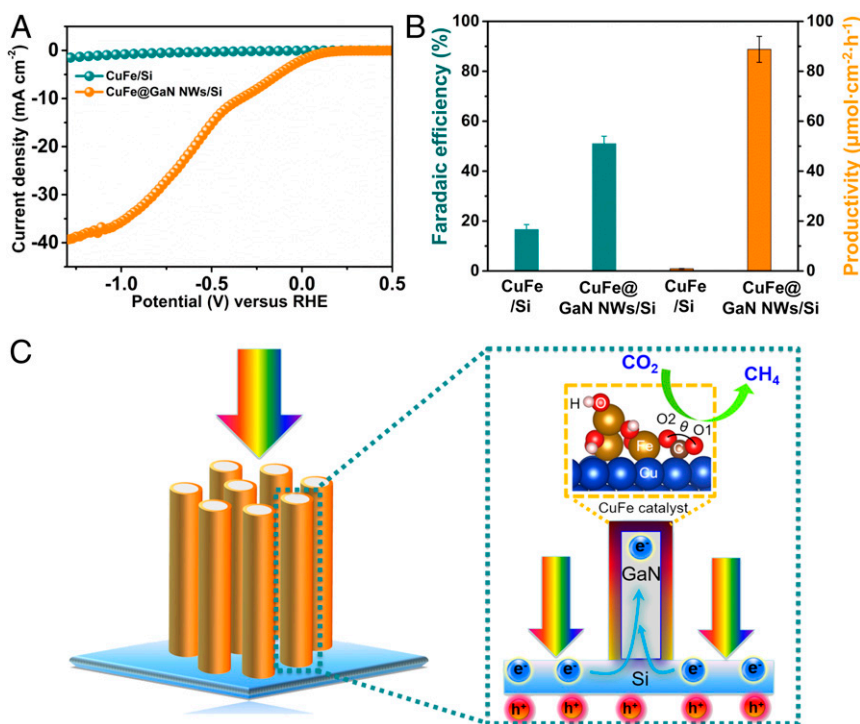 A
0
-10
-20
-30
-40
Current density (mA cm⁻²)
CuFe/Si
CuFe@GaN NWs/Si
-1.0 -0.5 0.0 0.5
Potential (V) versus RHE
B
100
80
60
40
20
0
Faradaic efficiency (%)
100
80
60
40
20
0
Productivity (μmol·cm⁻²·h⁻¹)
CuFe CuFe@ CuFe CuFe@
/Si GaN NWs/Si /Si GaN NWs/Si
C
CO₂
CH₄
H O
O2 θ O1
Fe C
Cu
CuFe catalyst
e⁻
GaN
e⁻ e⁻ e⁻ e⁻
Si
h⁺ h⁺ h⁺ h⁺ h⁺